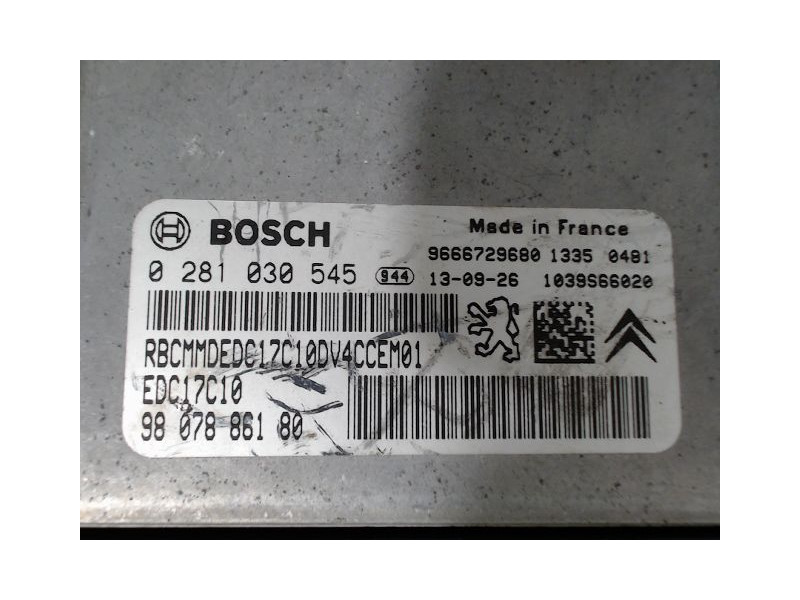 BOSCH
Made in France
9666729680 1335 0481
0 281 030 545 944 13-09-26 1039S66020
RBCMMDEDC17C10DV4CCEM01
EDC17C10
98 078 861 80